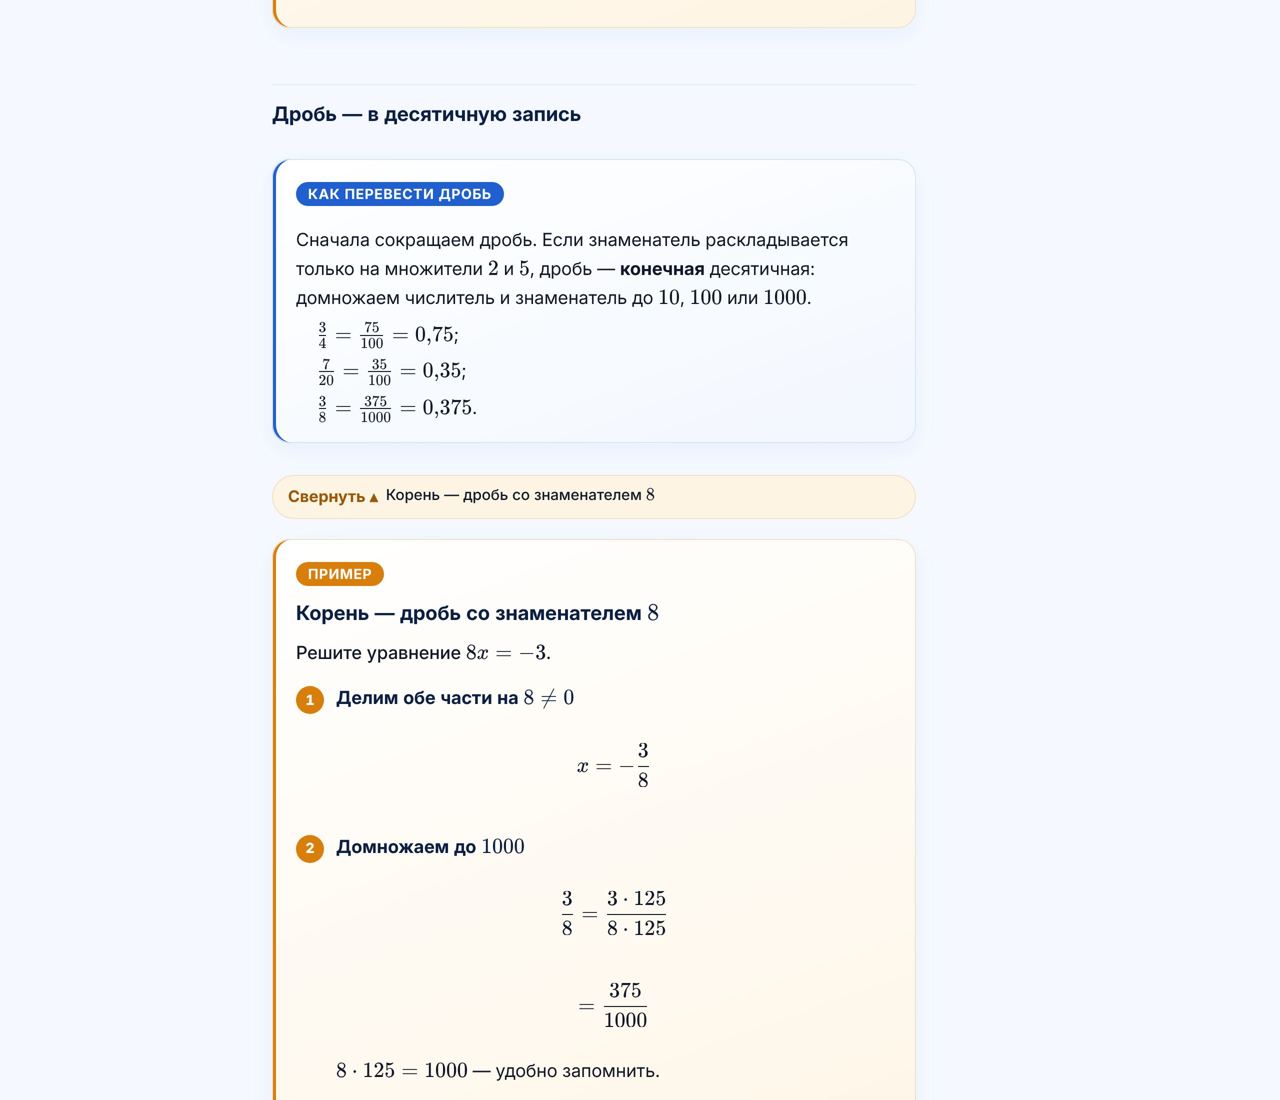 Дробь — в десятичную запись
КАК ПЕРЕВЕСТИ ДРОБЬ
Сначала сокращаем дробь. Если знаменатель раскладывается
только на множители 2 и 5, дробь — конечная десятичная:
домножаем числитель и знаменатель до 10, 100 или 1000.
3/4 = 75/100 = 0,75;
7/20 = 35/100 = 0,35;
3/8 = 375/1000 = 0,375.
Свернуть ▴ Корень — дробь со знаменателем 8
ПРИМЕР
Корень — дробь со знаменателем 8
Решите уравнение 8x = −3.
1 Делим обе части на 8 ≠ 0
x = −3/8
2 Домножаем до 1000
3/8 = (3 · 125)/(8 · 125)
= 375/1000
8 · 125 = 1000 — удобно запомнить.